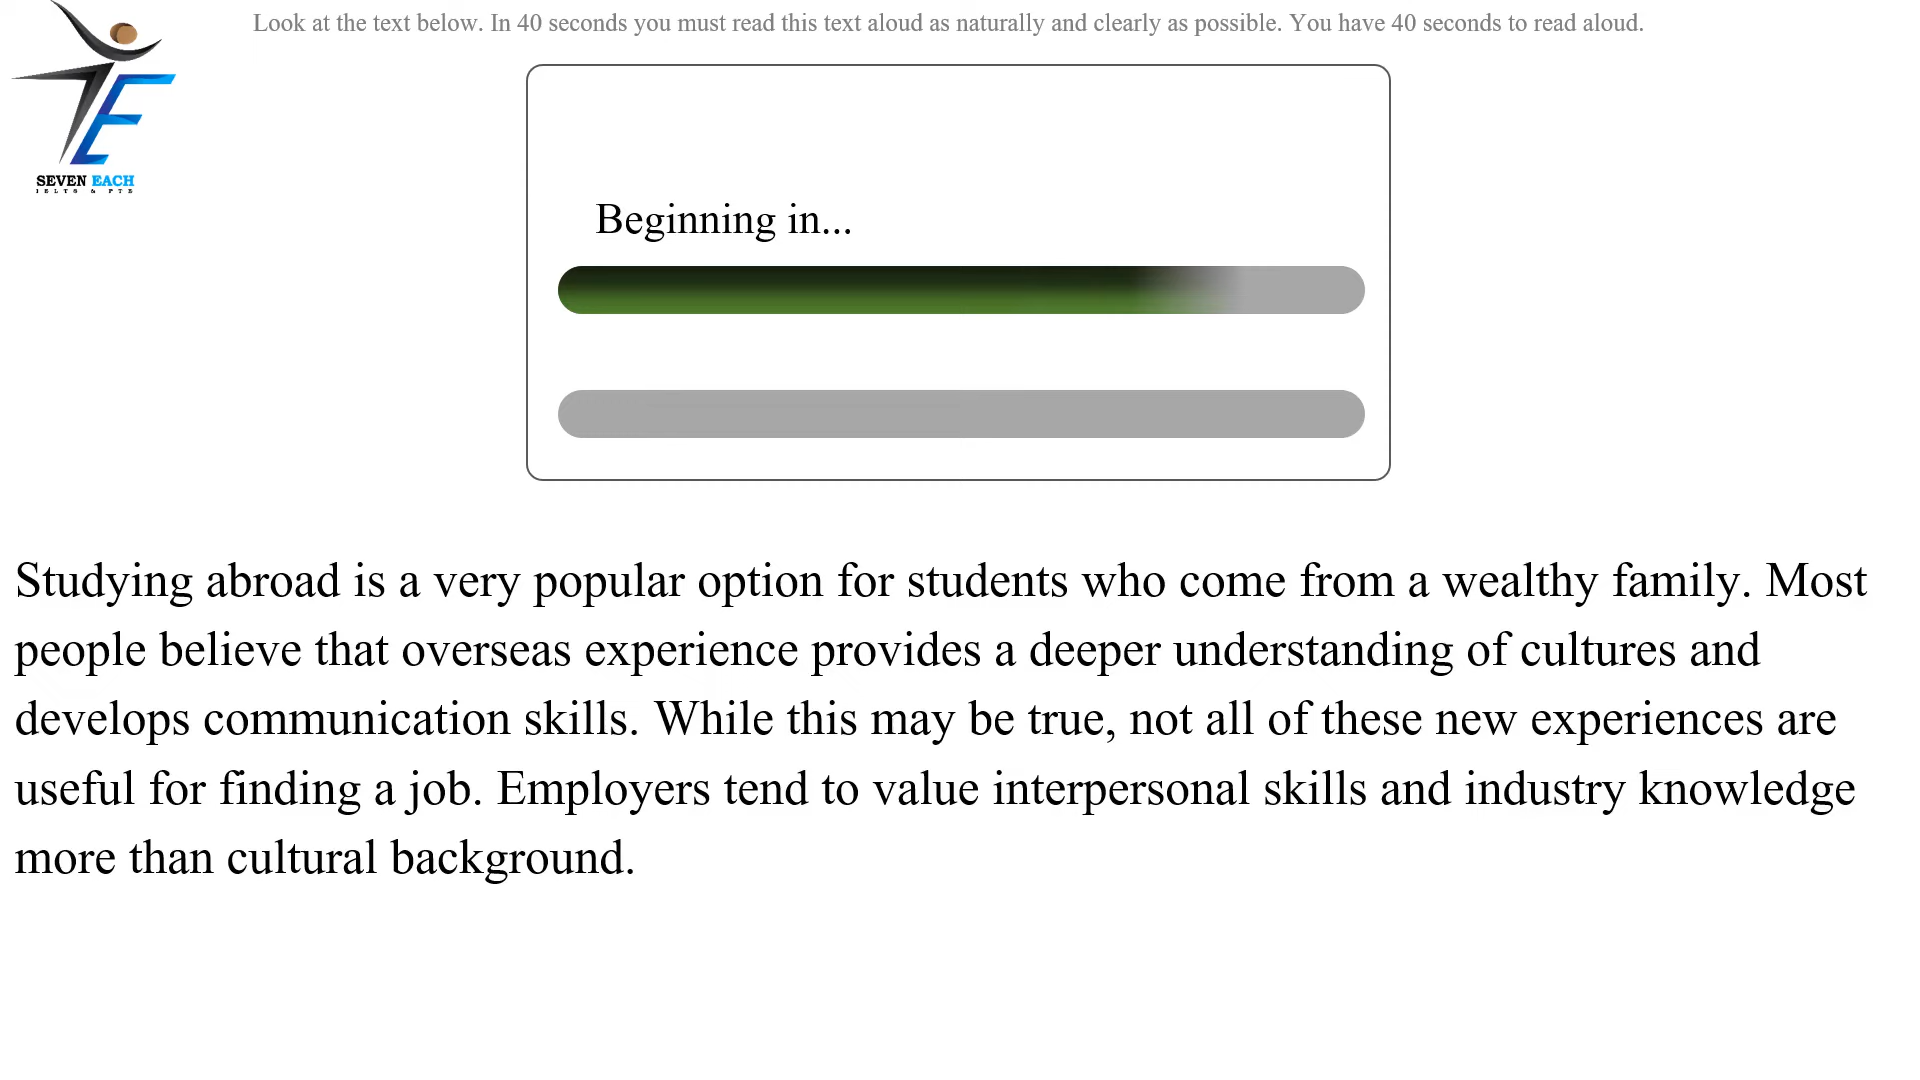 Look at the text below. In 40 seconds you must read this text aloud as naturally and clearly as possible. You have 40 seconds to read aloud.
SEVEN EACH
IELTS & PTE
Beginning in...
Studying abroad is a very popular option for students who come from a wealthy family. Most
people believe that overseas experience provides a deeper understanding of cultures and
develops communication skills. While this may be true, not all of these new experiences are
useful for finding a job. Employers tend to value interpersonal skills and industry knowledge
more than cultural background.